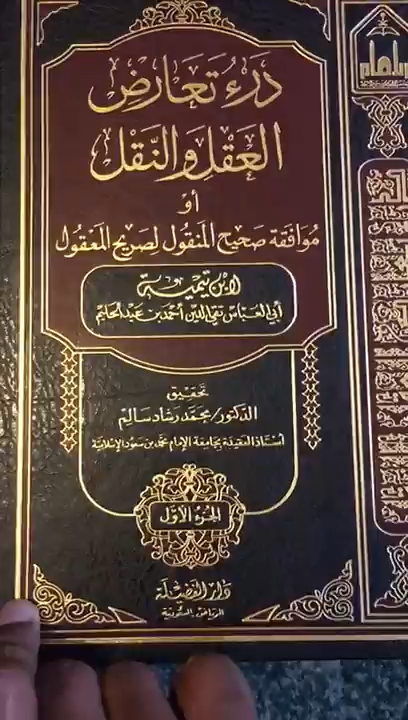 درء تعارض
العقل والنقل
أو
موافقة صحيح المنقول لصريح المعقول
لابن تيمية
أبي العباس تقي الدين أحمد بن عبد الحليم
تحقيق
الدكتور/محمد رشاد سالم
أستاذ العقيدة بجامعة الإمام محمد بن سعود الإسلامية
الجزء الأول
دار الفضيلة
الرياض السعودية